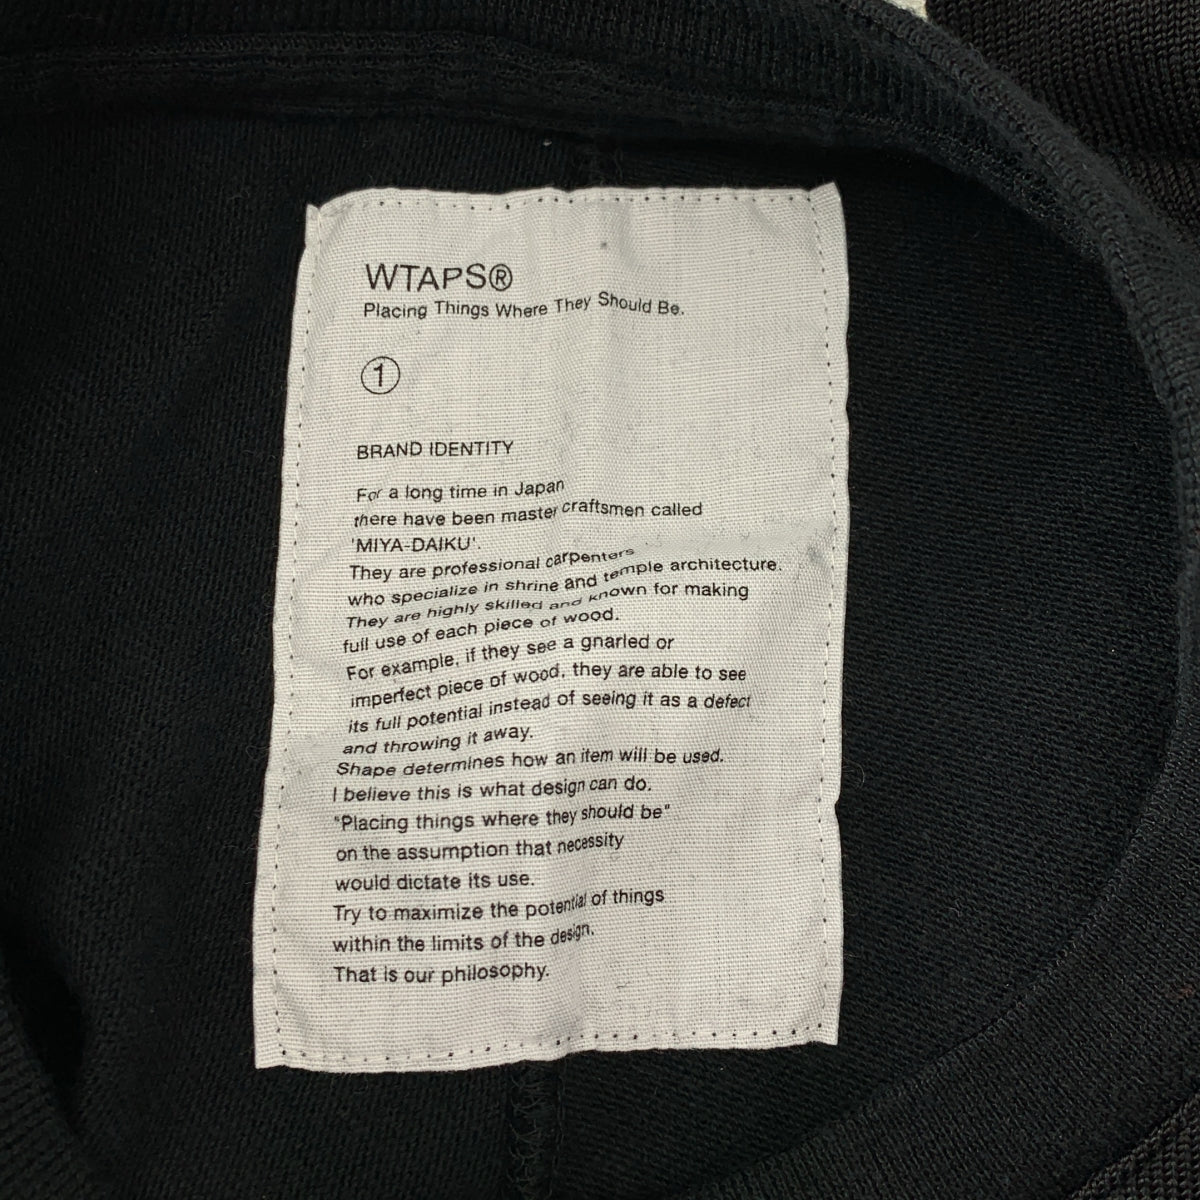 WTAPS®
Placing Things Where They Should Be.
①
BRAND IDENTITY
For a long time in Japan
there have been master craftsmen called
'MIYA-DAIKU'.
They are professional carpenters
who specialize in shrine and temple architecture.
They are highly skilled and known for making
full use of each piece of wood.
For example, if they see a gnarled or
imperfect piece of wood, they are able to see
its full potential instead of seeing it as a defect
and throwing it away.
Shape determines how an item will be used.
I believe this is what design can do.
"Placing things where they should be"
on the assumption that necessity
would dictate its use.
Try to maximize the potential of things
within the limits of the design.
That is our philosophy.